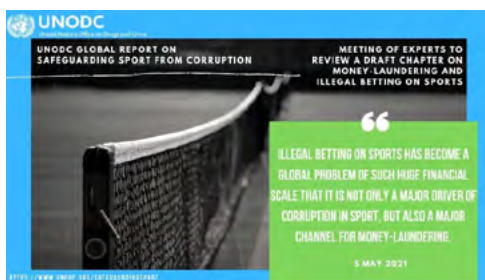 UNODC
United Nations Office on Drugs and Crime
UNODC GLOBAL REPORT ON
SAFEGUARDING SPORT FROM CORRUPTION
MEETING OF EXPERTS TO
REVIEW A DRAFT CHAPTER ON
MONEY-LAUNDERING AND
ILLEGAL BETTING ON SPORTS
“
ILLEGAL BETTING ON SPORTS HAS BECOME A
GLOBAL PROBLEM OF SUCH HUGE FINANCIAL
SCALE THAT IT IS NOT ONLY A MAJOR DRIVER OF
CORRUPTION IN SPORT, BUT ALSO A MAJOR
CHANNEL FOR MONEY-LAUNDERING.
5 MAY 2021